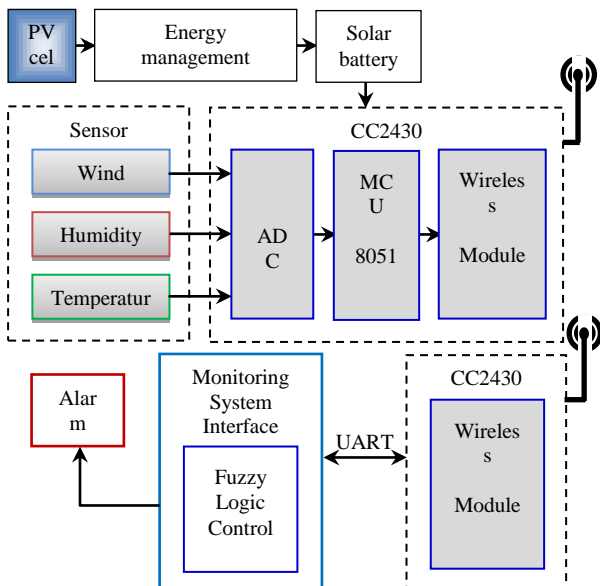 PV
cel
Energy
management
Solar
battery
Sensor
Wind
Humidity
Temperatur
CC2430
AD
C
MC
U
8051
Wireles
s
Module
Alar
m
Monitoring
System
Interface
Fuzzy
Logic
Control
UART
CC2430
Wireles
s
Module